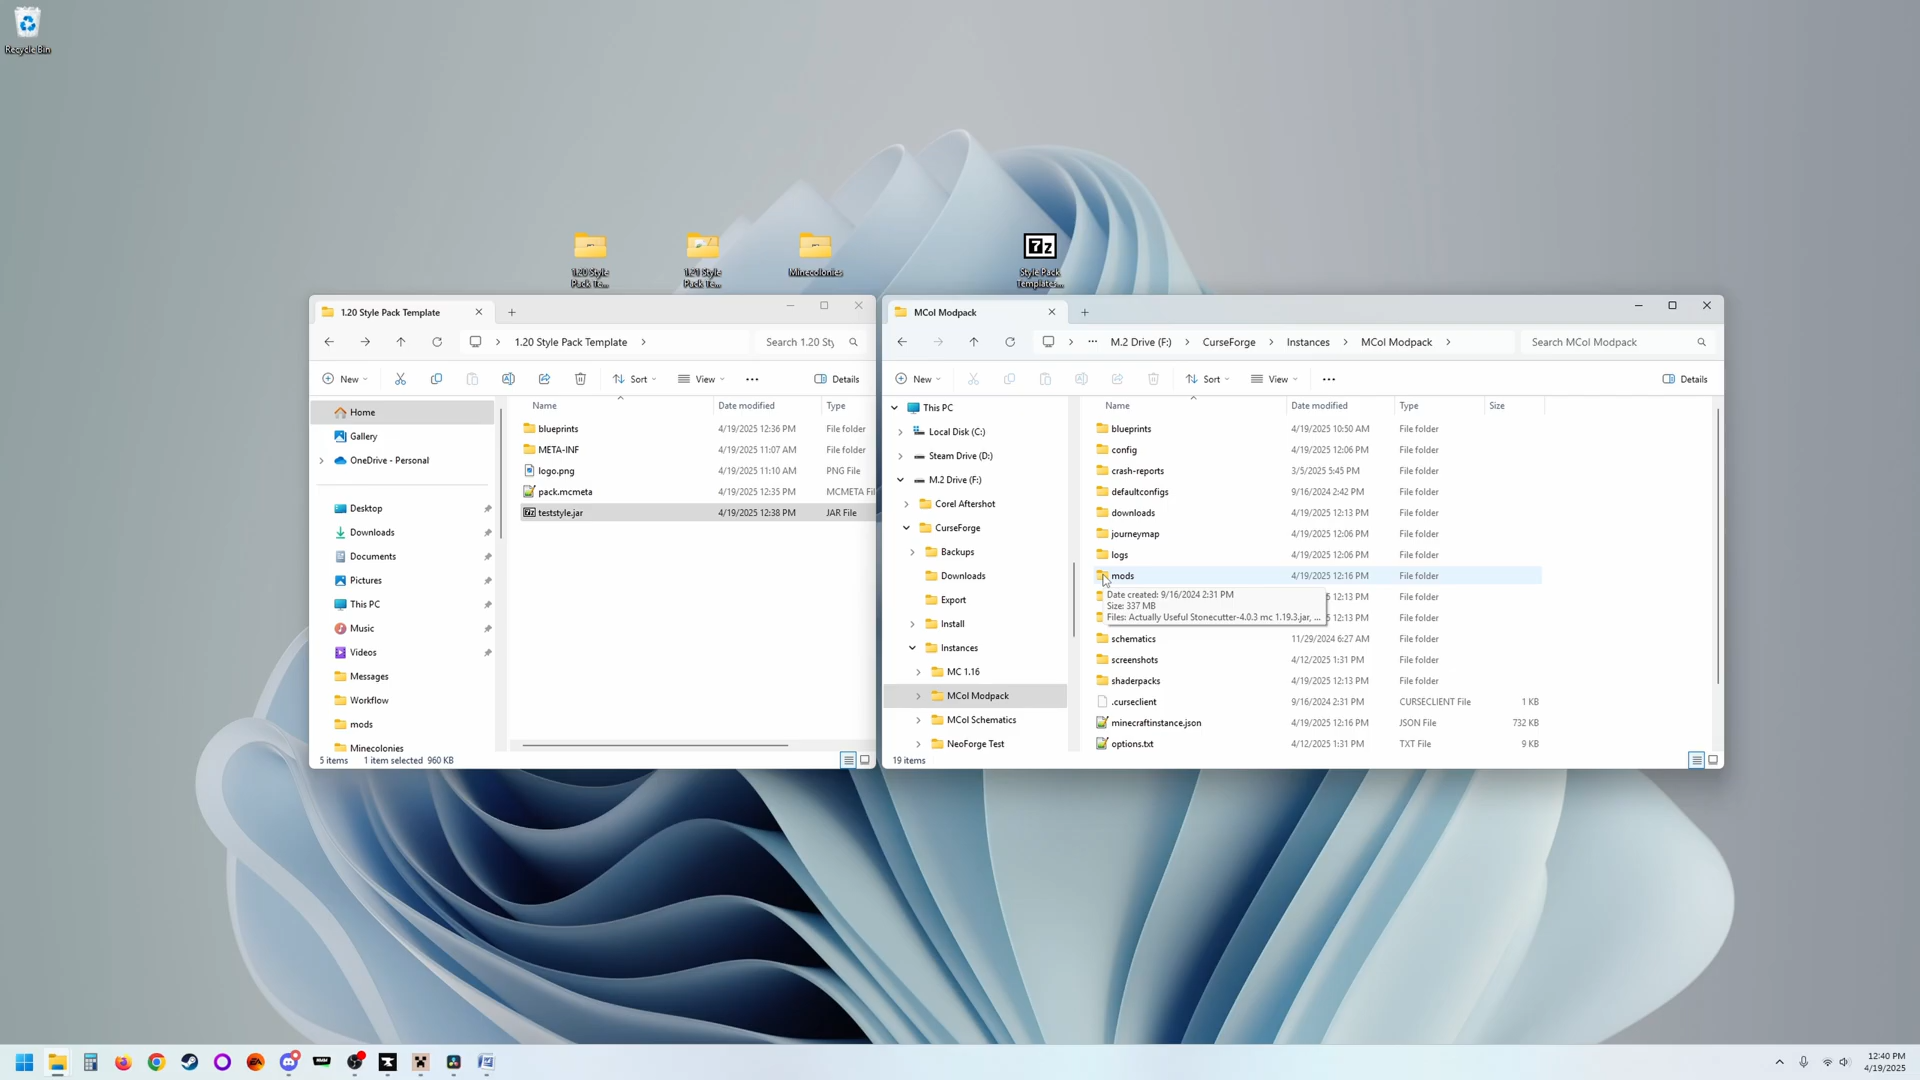 Recycle Bin
1.20 Style
Pack Te...
1.21 Style
Pack Te...
Minecolonies
7z
Style Pack
Templates...
1.20 Style Pack Template
1.20 Style Pack Template
Search 1.20 Sty
New
Sort
View
Details
Name
Date modified
Type
Home
Gallery
OneDrive - Personal
Desktop
Downloads
Documents
Pictures
This PC
Music
Videos
Messages
Workflow
mods
Minecolonies
blueprints 4/19/2025 12:36 PM File folder
META-INF 4/19/2025 11:07 AM File folder
logo.png 4/19/2025 11:10 AM PNG File
pack.mcmeta 4/19/2025 12:35 PM MCMETA Fil
teststyle.jar 4/19/2025 12:38 PM JAR File
5 items 1 item selected 960 KB
MCol Modpack
M.2 Drive (F:) CurseForge Instances MCol Modpack
Search MCol Modpack
New
Sort
View
Details
Name
Date modified
Type
Size
This PC
Local Disk (C:)
Steam Drive (D:)
M.2 Drive (F:)
Corel Aftershot
CurseForge
Backups
Downloads
Export
Install
Instances
MC 1.16
MCol Modpack
MCol Schematics
NeoForge Test
blueprints 4/19/2025 10:50 AM File folder
config 4/19/2025 12:06 PM File folder
crash-reports 3/5/2025 5:45 PM File folder
defaultconfigs 9/16/2024 2:42 PM File folder
downloads 4/19/2025 12:13 PM File folder
journeymap 4/19/2025 12:06 PM File folder
logs 4/19/2025 12:06 PM File folder
mods 4/19/2025 12:16 PM File folder
Date created: 9/16/2024 2:31 PM
Size: 337 MB
Files: Actually Useful Stonecutter-4.0.3 mc 1.19.3.jar, ...
5 12:13 PM File folder
5 12:13 PM File folder
schematics 11/29/2024 6:27 AM File folder
screenshots 4/12/2025 1:31 PM File folder
shaderpacks 4/19/2025 12:13 PM File folder
.curseclient 9/16/2024 2:31 PM CURSECLIENT File 1 KB
minecraftinstance.json 4/19/2025 12:16 PM JSON File 732 KB
options.txt 4/12/2025 1:31 PM TXT File 9 KB
19 items
12:40 PM
4/19/2025